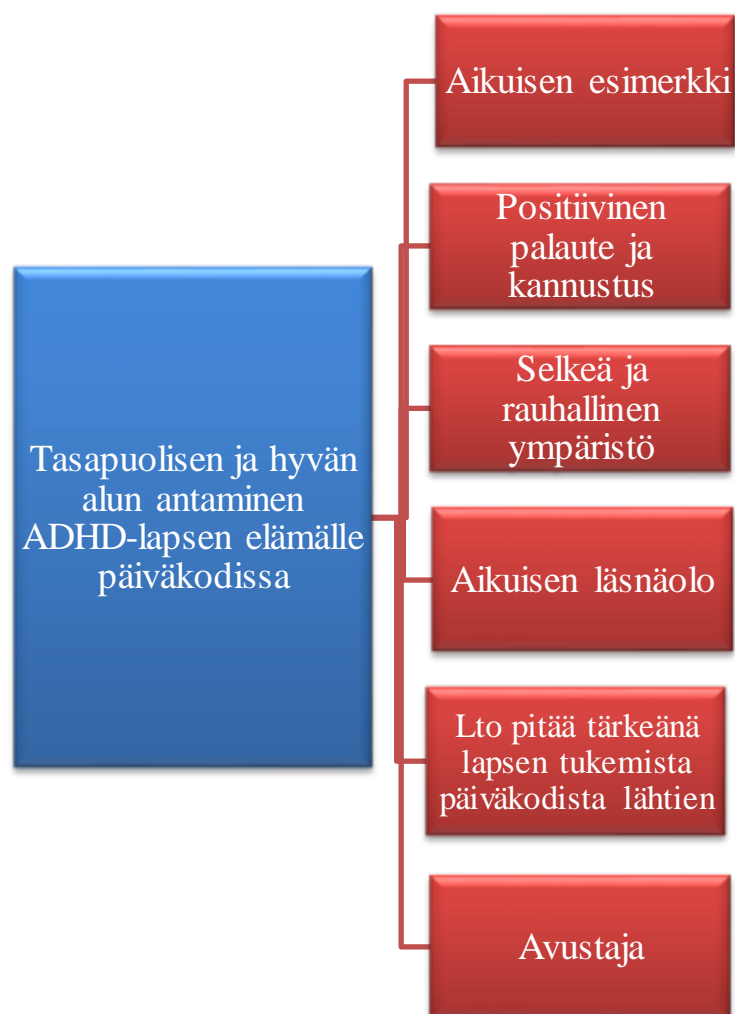 Aikuisen esimerkki
Positiivinen
palaute ja
kannustus
Selkeä ja
rauhallinen
ympäristö
Tasapuolisen ja hyvän
alun antaminen
ADHD-lapsen elämälle
päiväkodissa
Aikuisen läsnäolo
Lto pitää tärkeänä
lapsen tukemista
päiväkodista lähtien
Avustaja